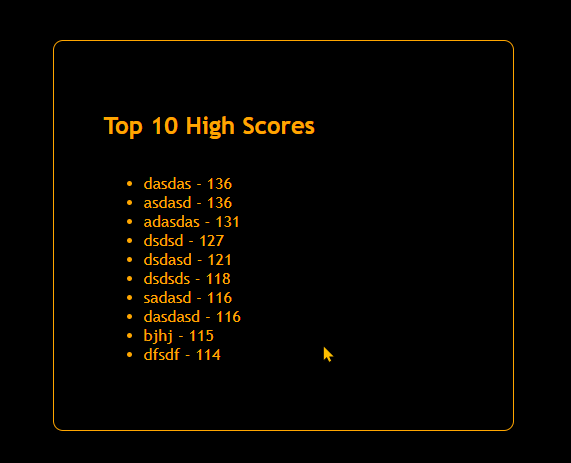 Top 10 High Scores
dasdas - 136
asdasd - 136
adasdas - 131
dsdsd - 127
dsdasd - 121
dsdsds - 118
sadasd - 116
dasdasd - 116
bjhj - 115
dfsdf - 114